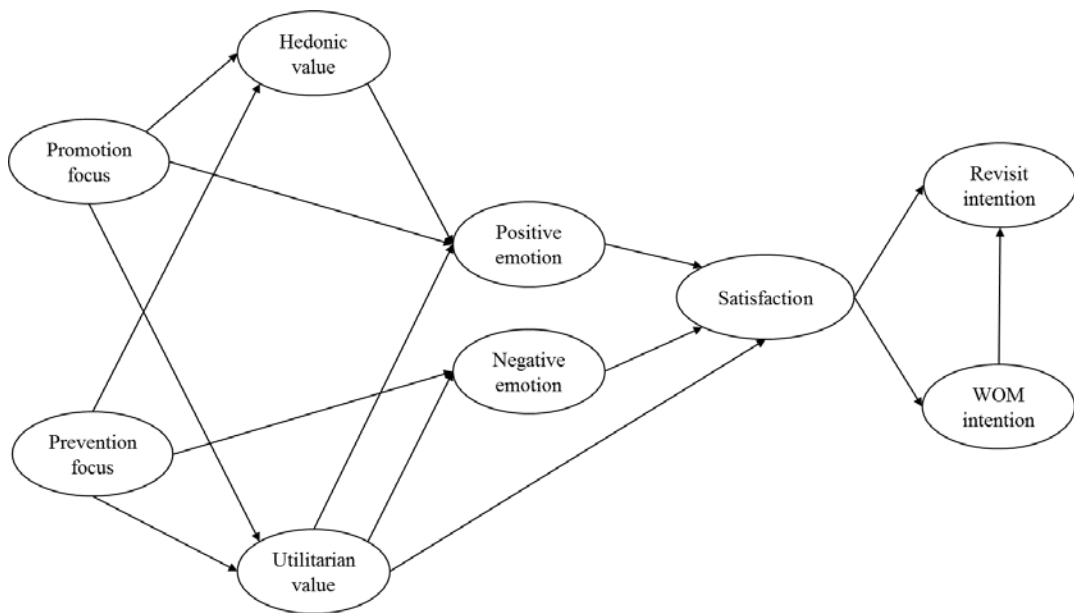 Hedonic
value
Promotion
focus
Revisit
intention
Positive
emotion
Satisfaction
Negative
emotion
WOM
intention
Prevention
focus
Utilitarian
value